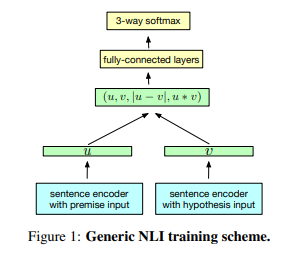 3-way softmax
fully-connected layers
(u, v, |u − v|, u ∗ v)
u v
sentence encoder sentence encoder
with premise input with hypothesis input
Figure 1: Generic NLI training scheme.